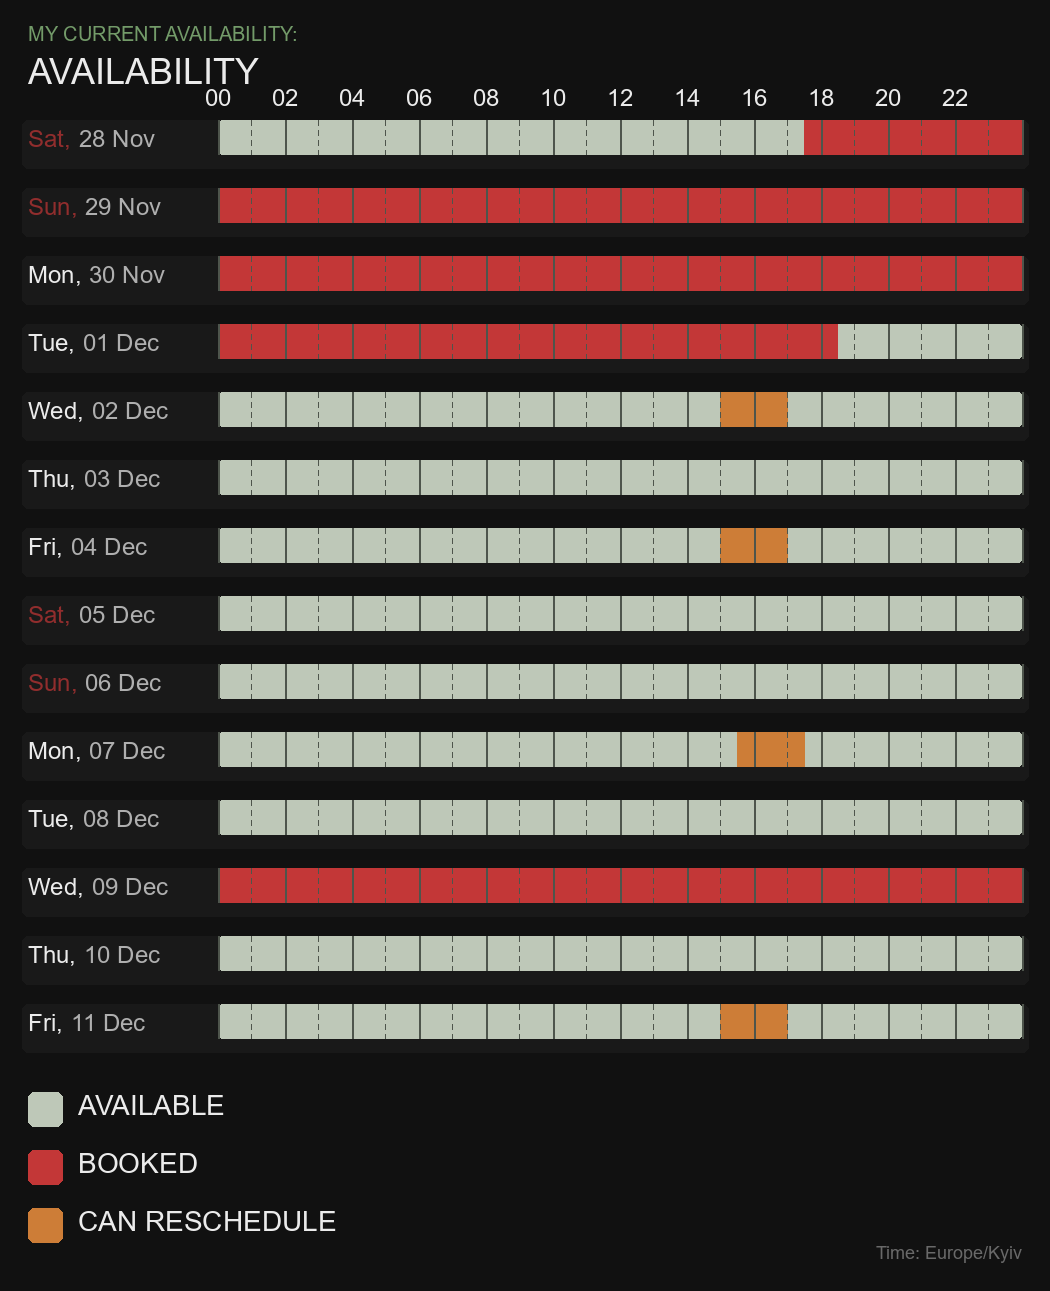 MY CURRENT AVAILABILITY:
AVAILABILITY
00 02 04 06 08 10 12 14 16 18 20 22
Sat, 28 Nov
Sun, 29 Nov
Mon, 30 Nov
Tue, 01 Dec
Wed, 02 Dec
Thu, 03 Dec
Fri, 04 Dec
Sat, 05 Dec
Sun, 06 Dec
Mon, 07 Dec
Tue, 08 Dec
Wed, 09 Dec
Thu, 10 Dec
Fri, 11 Dec
AVAILABLE
BOOKED
CAN RESCHEDULE
Time: Europe/Kyiv